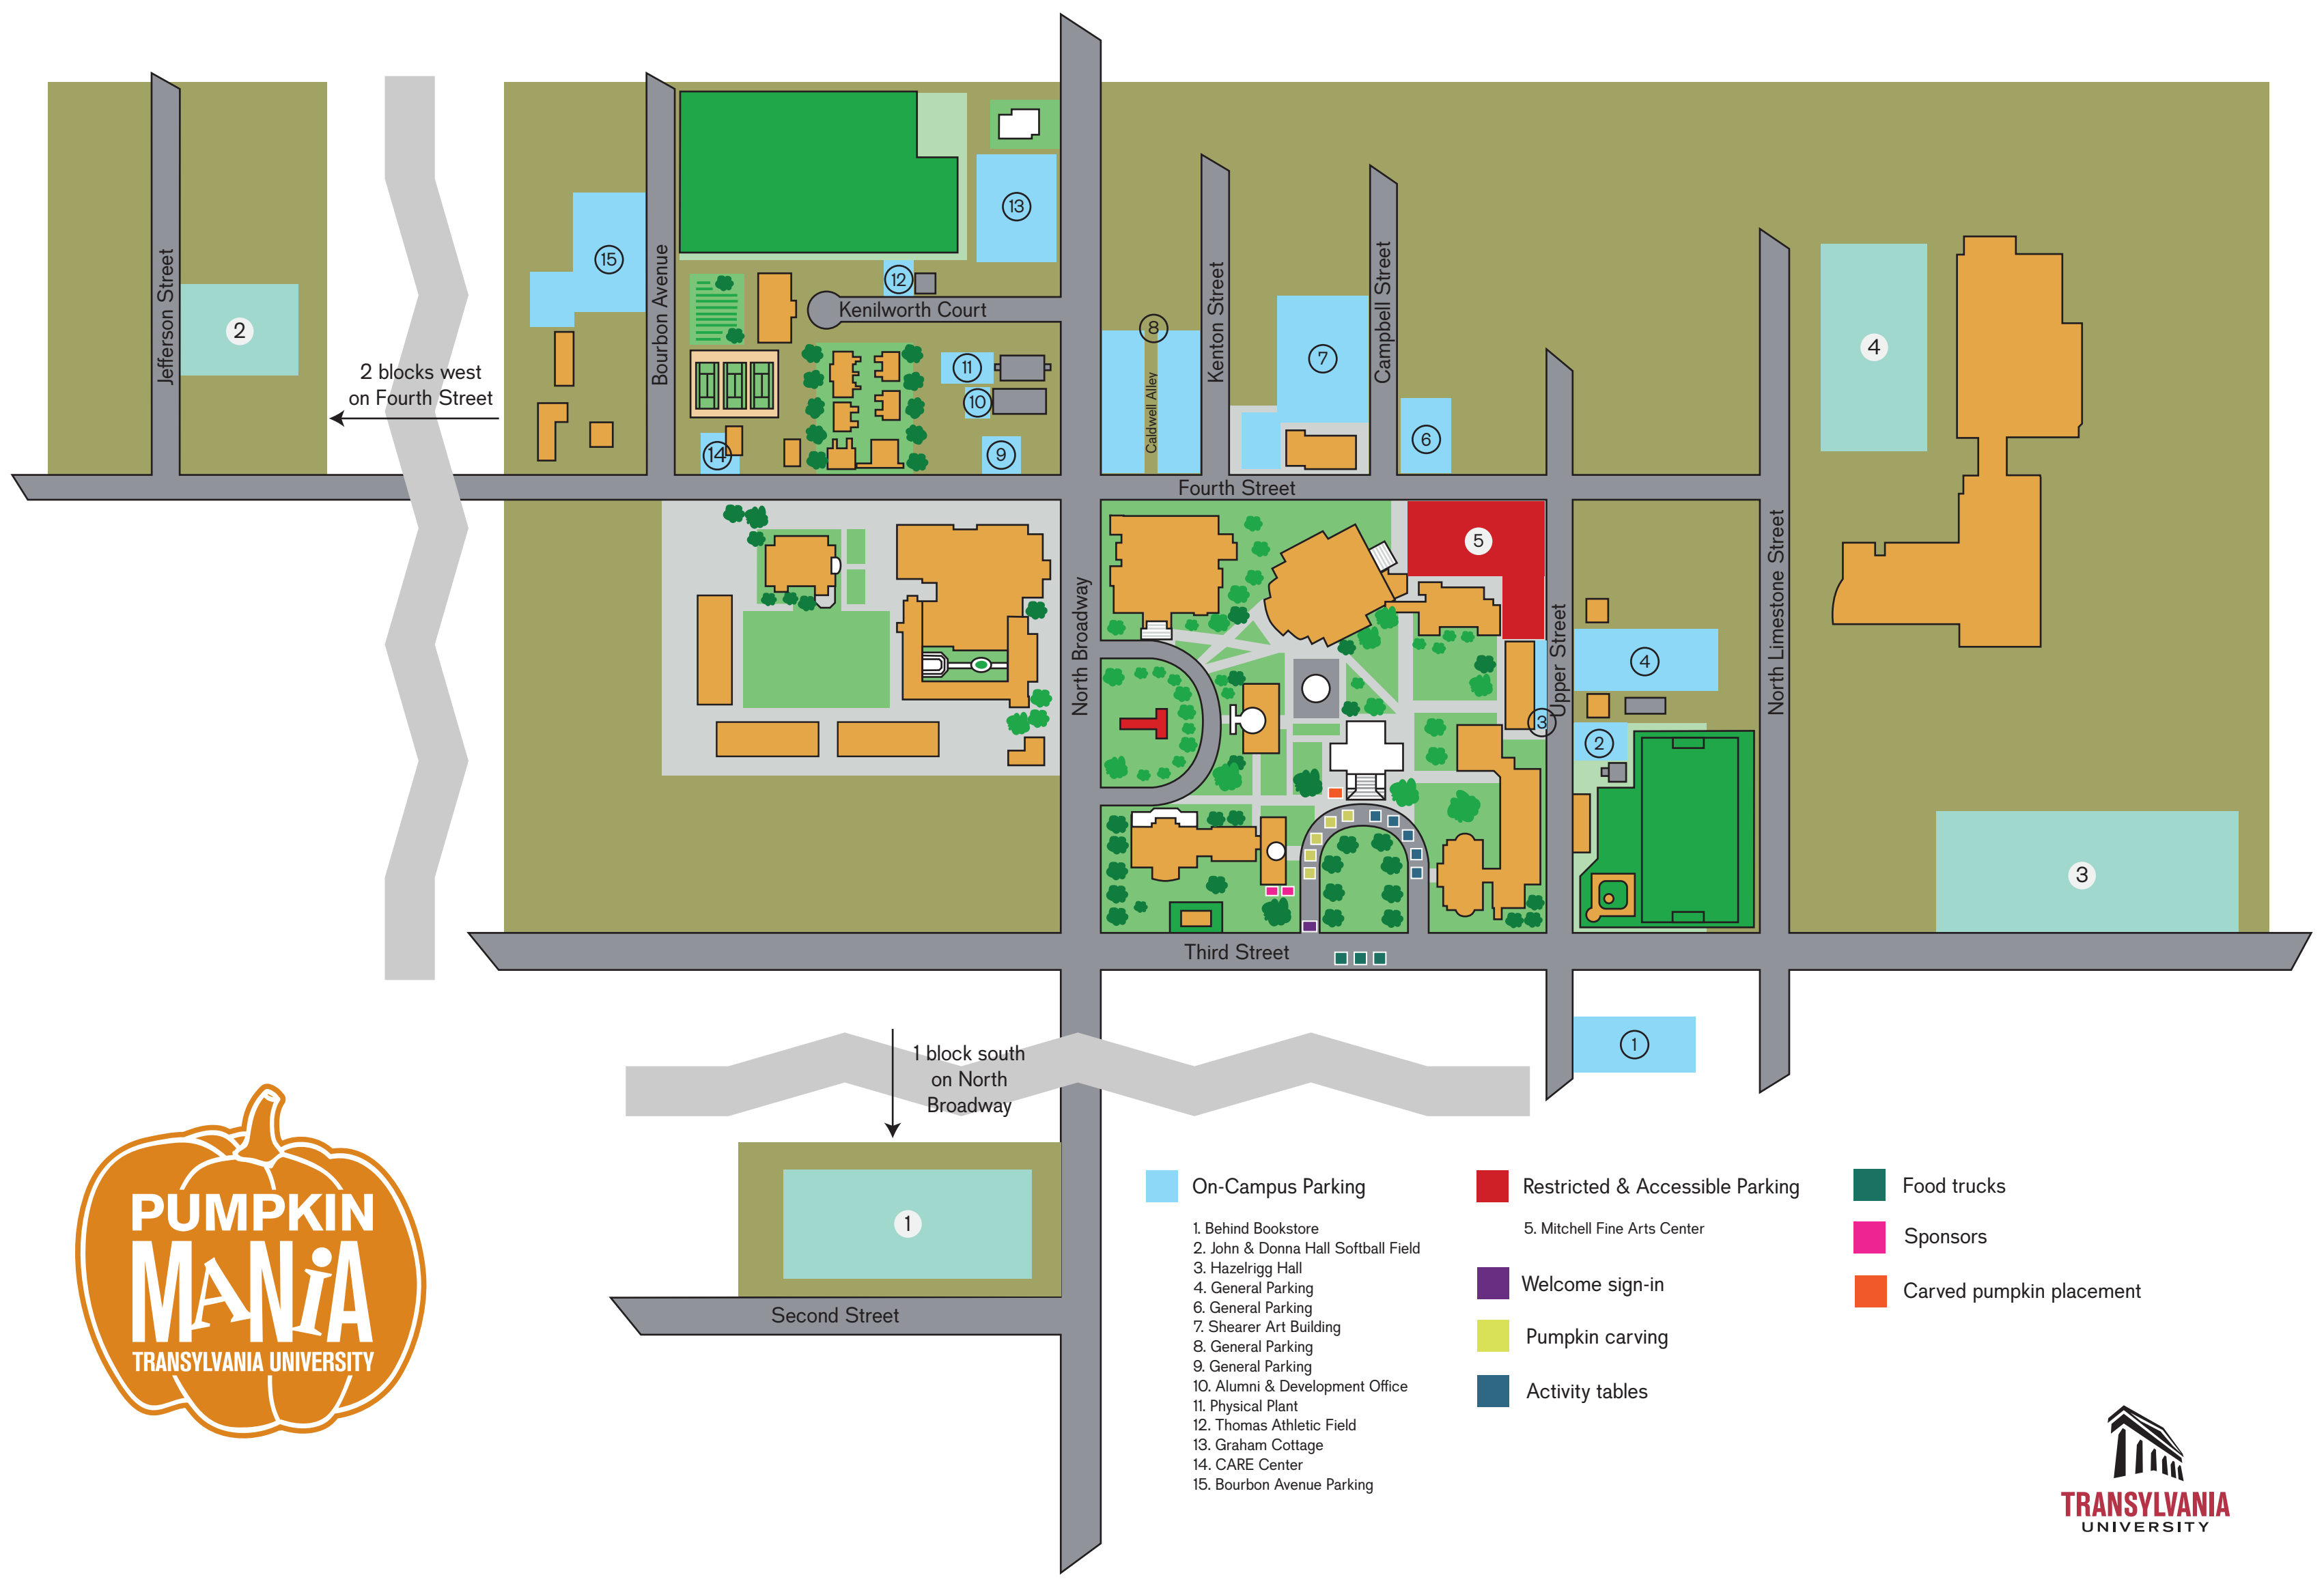 13
15
12
Kenilworth Court
Jefferson Street
2
Bourbon Avenue
2 blocks west
on Fourth Street
11
10
14
9
8
Caldwell Alley
Kenton Street
7
Campbell Street
6
4
Fourth Street
5
North Broadway
Upper Street
4
3
2
North Limestone Street
3
Third Street
1
1 block south
on North
Broadway
1
Second Street
PUMPKIN
MANiA
TRANSYLVANIA UNIVERSITY
On-Campus Parking
1. Behind Bookstore
2. John & Donna Hall Softball Field
3. Hazelrigg Hall
4. General Parking
6. General Parking
7. Shearer Art Building
8. General Parking
9. General Parking
10. Alumni & Development Office
11. Physical Plant
12. Thomas Athletic Field
13. Graham Cottage
14. CARE Center
15. Bourbon Avenue Parking
Restricted & Accessible Parking
5. Mitchell Fine Arts Center
Welcome sign-in
Pumpkin carving
Activity tables
Food trucks
Sponsors
Carved pumpkin placement
TRANSYLVANIA
UNIVERSITY